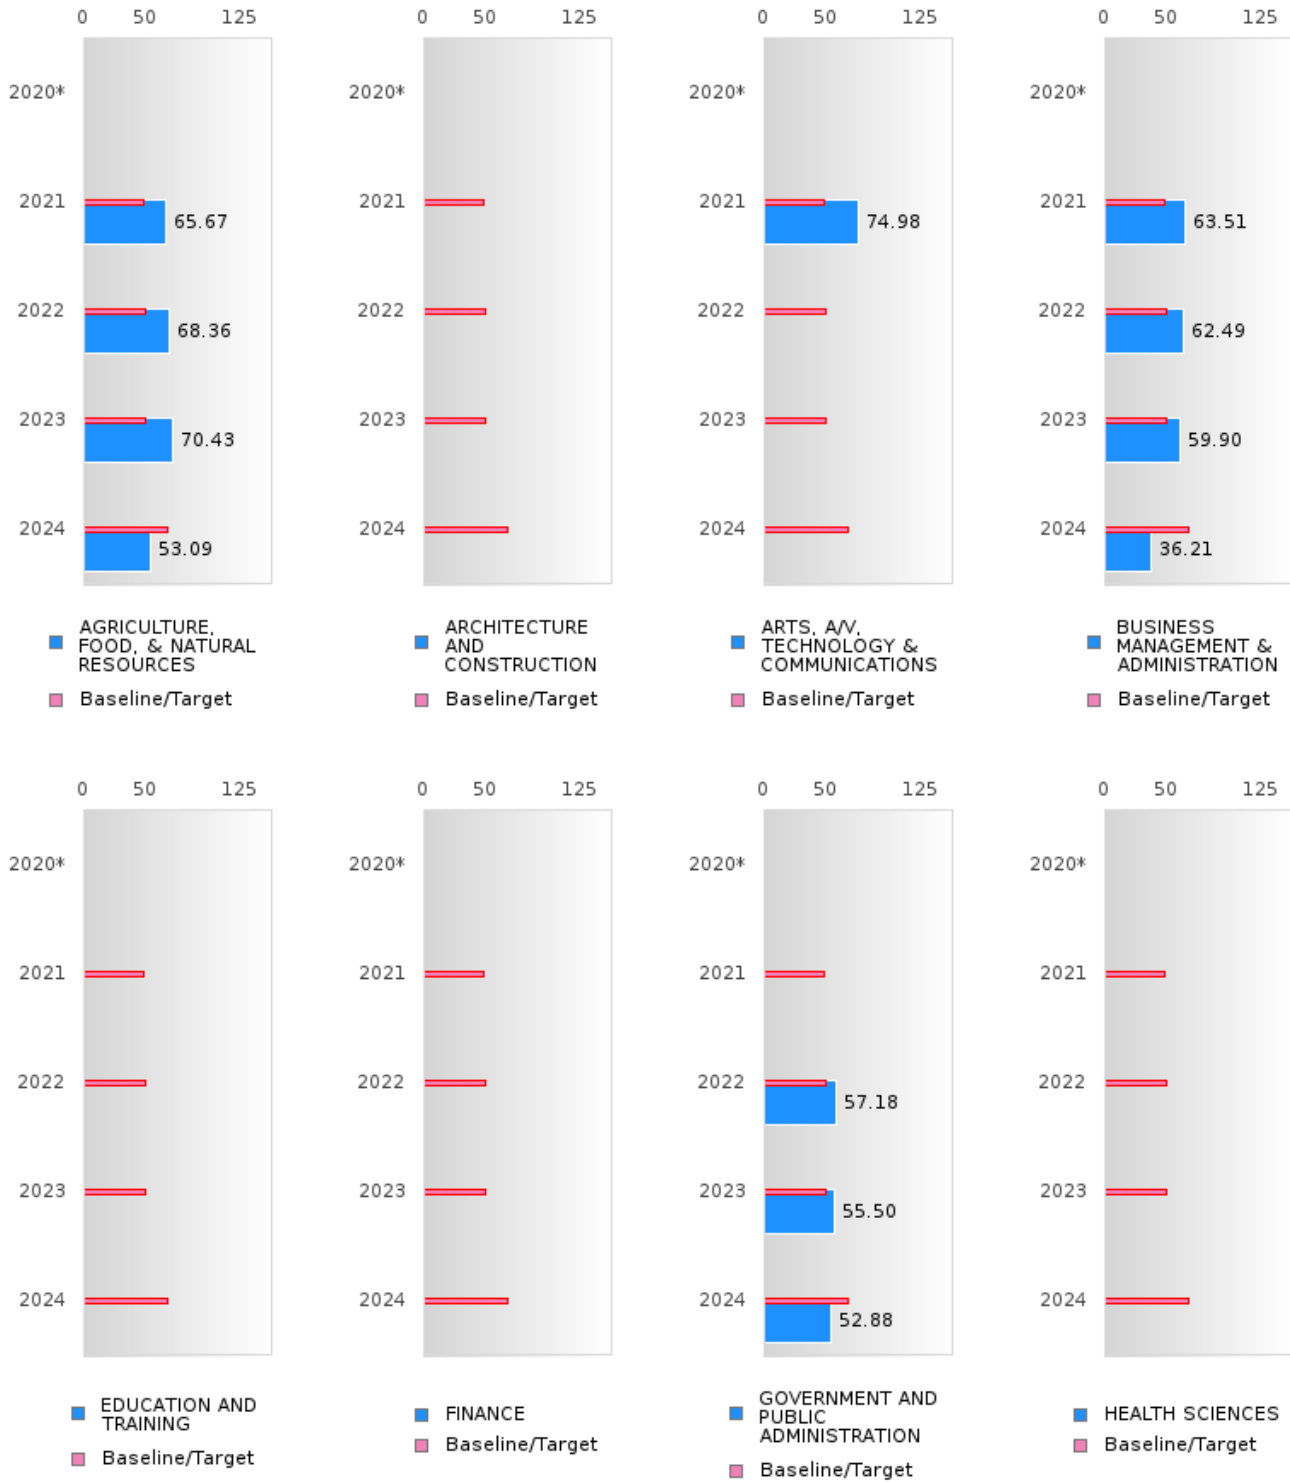 0 50 125
2020*
2021
65.67
2022
68.36
2023
70.43
2024
53.09
AGRICULTURE,
FOOD, & NATURAL
RESOURCES
Baseline/Target
0 50 125
2020*
2021
2022
2023
2024
ARCHITECTURE
AND
CONSTRUCTION
Baseline/Target
0 50 125
2020*
2021
74.98
2022
2023
2024
ARTS, A/V,
TECHNOLOGY &
COMMUNICATIONS
Baseline/Target
0 50 125
2020*
2021
63.51
2022
62.49
2023
59.90
2024
36.21
BUSINESS
MANAGEMENT &
ADMINISTRATION
Baseline/Target
0 50 125
2020*
2021
2022
2023
2024
EDUCATION AND
TRAINING
Baseline/Target
0 50 125
2020*
2021
2022
2023
2024
FINANCE
Baseline/Target
0 50 125
2020*
2021
2022
57.18
2023
55.50
2024
52.88
GOVERNMENT AND
PUBLIC
ADMINISTRATION
Baseline/Target
0 50 125
2020*
2021
2022
2023
2024
HEALTH SCIENCES
Baseline/Target